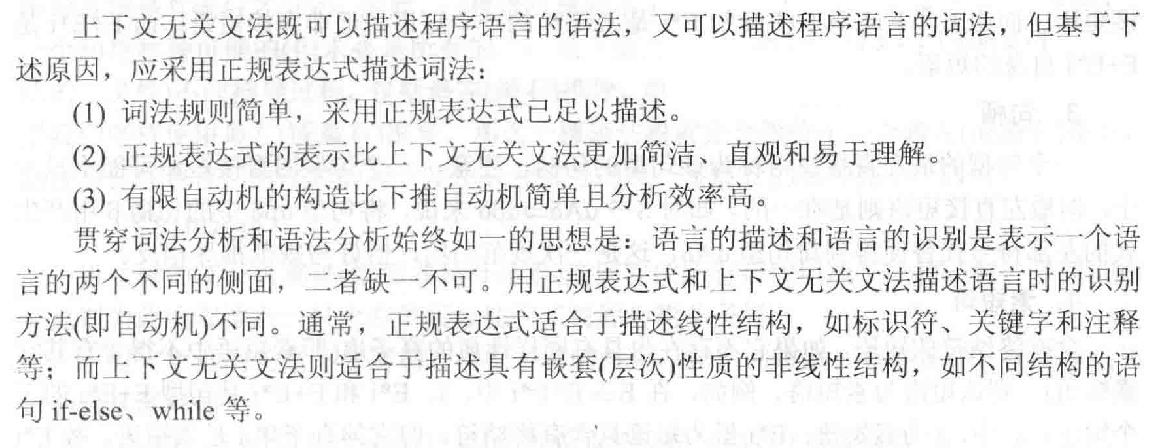 上下文无关文法既可以描述程序语言的语法，又可以描述程序语言的词法，但基于下
述原因，应采用正规表达式描述词法：
(1) 词法规则简单，采用正规表达式已足以描述。
(2) 正规表达式的表示比上下文无关文法更加简洁、直观和易于理解。
(3) 有限自动机的构造比下推自动机简单且分析效率高。
贯穿词法分析和语法分析始终如一的思想是：语言的描述和语言的识别是表示一个语
言的两个不同的侧面，二者缺一不可。用正规表达式和上下文无关文法描述语言时的识别
方法(即自动机)不同。通常，正规表达式适合于描述线性结构，如标识符、关键字和注释
等；而上下文无关文法则适合于描述具有嵌套(层次)性质的非线性结构，如不同结构的语
句 if-else、while 等。